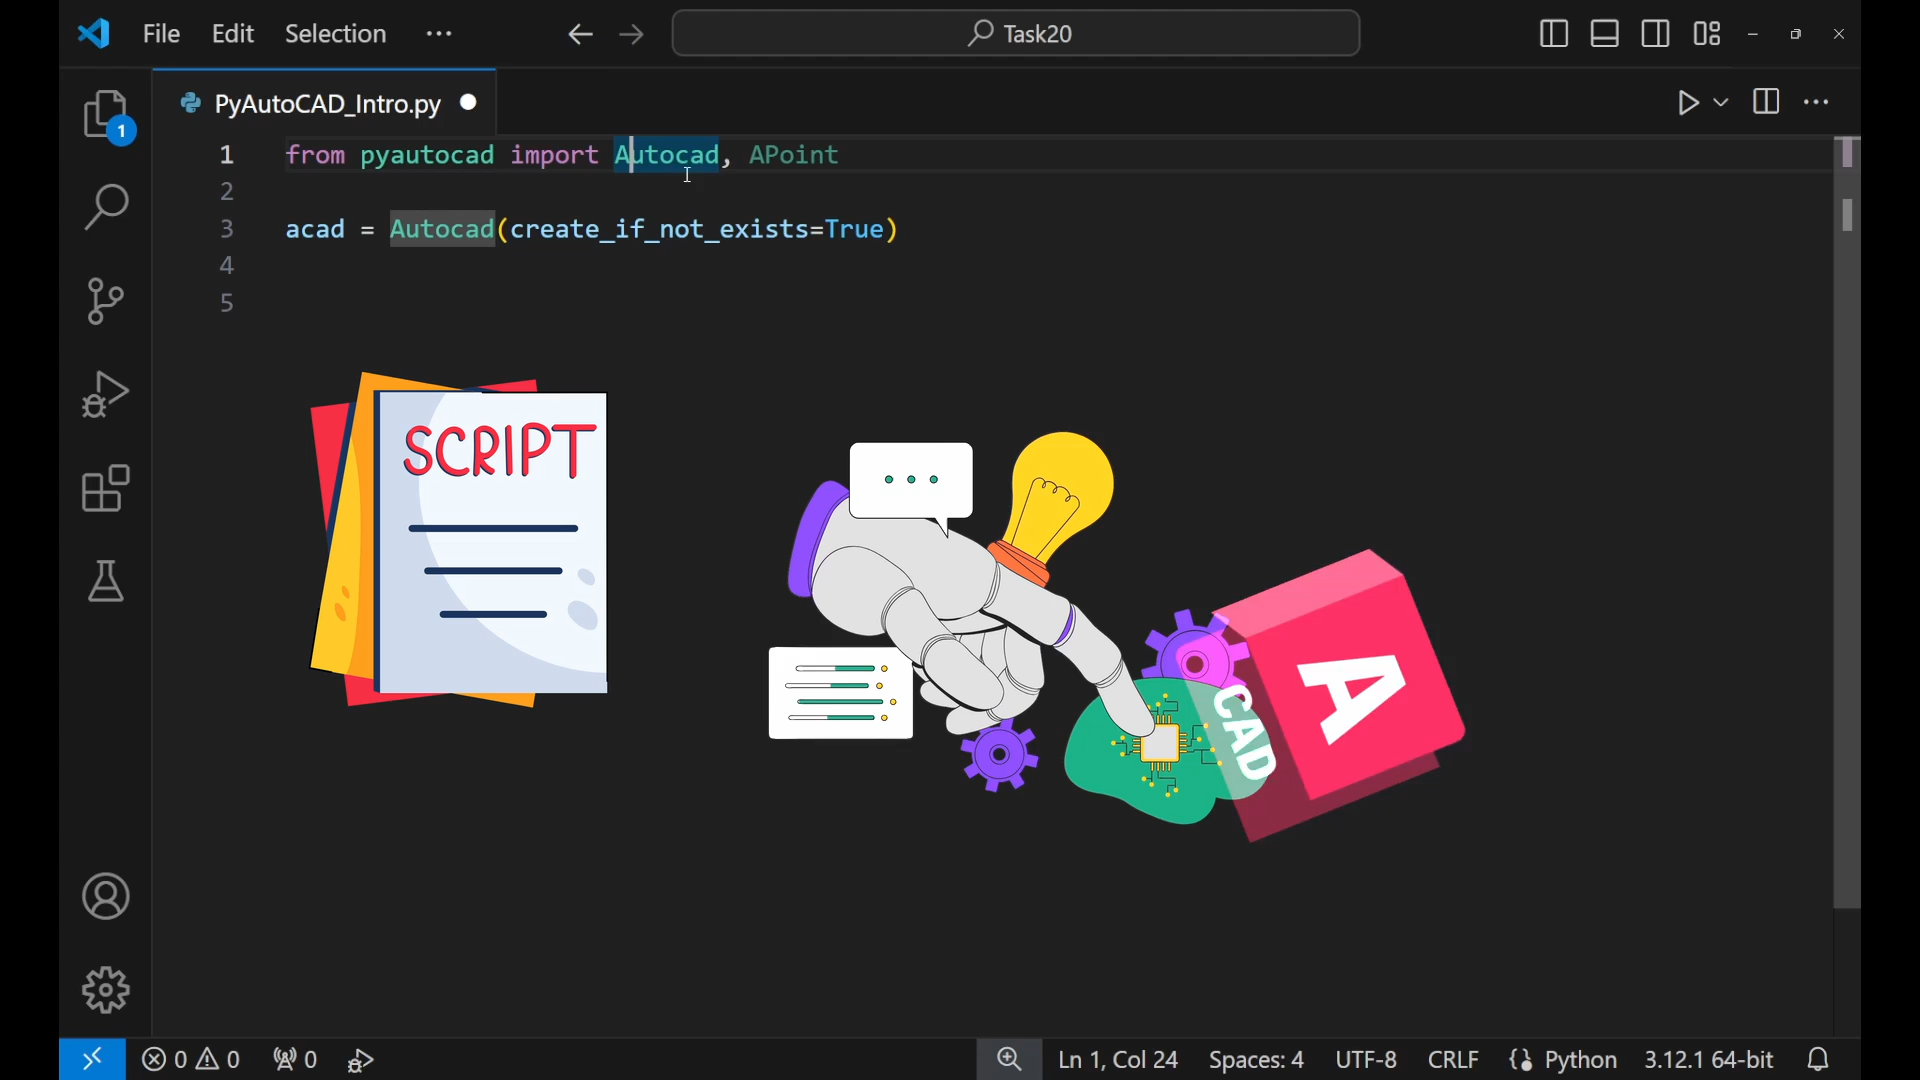 File Edit Selection ··· Task20
PyAutoCAD_Intro.py
1 from pyautocad import Autocad, APoint
2
3 acad = Autocad(create_if_not_exists=True)
4
5
SCRIPT
A
CAD
1
0 0 0 Ln 1, Col 24 Spaces: 4 UTF-8 CRLF Python 3.12.1 64-bit